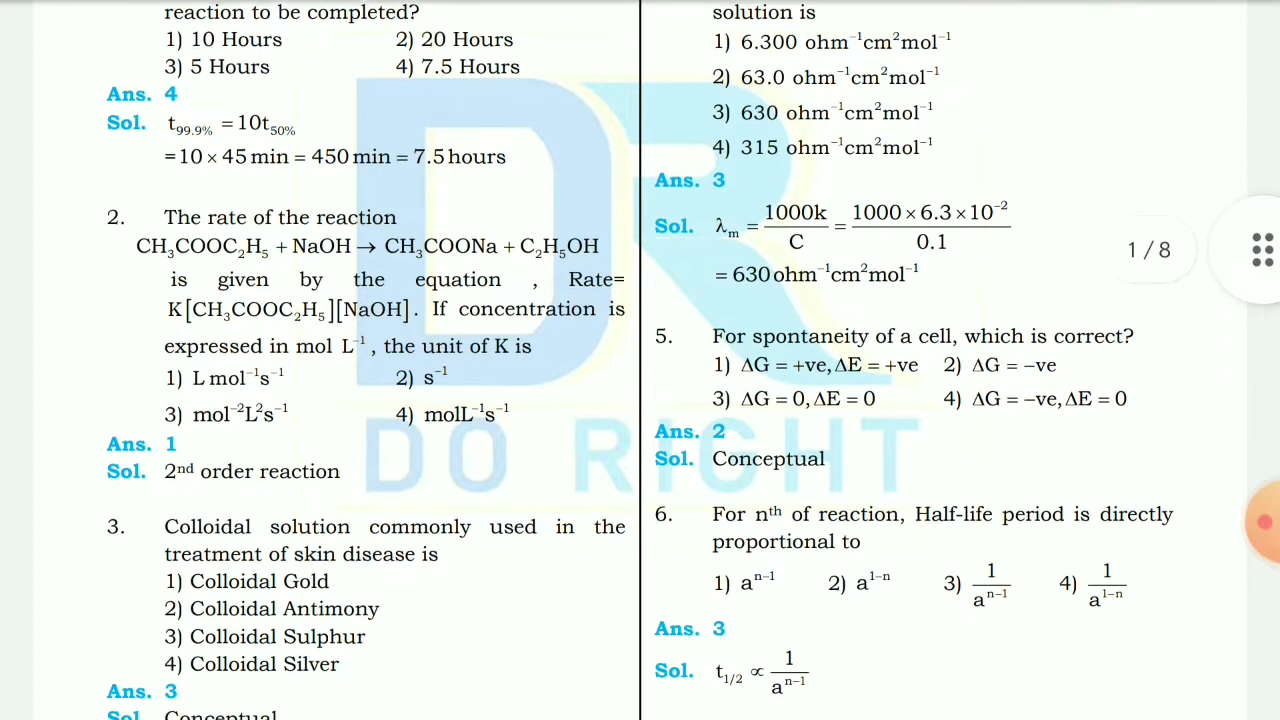 reaction to be completed?
1) 10 Hours 2) 20 Hours
3) 5 Hours 4) 7.5 Hours
Ans. 4
Sol. t₉₉.₉% = 10t₅₀%
= 10 × 45 min = 450 min = 7.5 hours
2. The rate of the reaction
CH₃COOC₂H₅ + NaOH → CH₃COONa + C₂H₅OH
is given by the equation , Rate=
K[CH₃COOC₂H₅][NaOH]. If concentration is
expressed in mol L⁻¹, the unit of K is
1) L mol⁻¹s⁻¹ 2) s⁻¹
3) mol⁻²L²s⁻¹ 4) molL⁻¹s⁻¹
Ans. 1
Sol. 2ⁿᵈ order reaction
3. Colloidal solution commonly used in the
treatment of skin disease is
1) Colloidal Gold
2) Colloidal Antimony
3) Colloidal Sulphur
4) Colloidal Silver
Ans. 3
Sol. Conceptual
solution is
1) 6.300 ohm⁻¹cm²mol⁻¹
2) 63.0 ohm⁻¹cm²mol⁻¹
3) 630 ohm⁻¹cm²mol⁻¹
4) 315 ohm⁻¹cm²mol⁻¹
Ans. 3
Sol. λₘ = 1000k/C = 1000 × 6.3 × 10⁻²/0.1
= 630 ohm⁻¹cm²mol⁻¹
5. For spontaneity of a cell, which is correct?
1) ΔG = +ve, ΔE = +ve 2) ΔG = −ve
3) ΔG = 0, ΔE = 0 4) ΔG = −ve, ΔE = 0
Ans. 2
Sol. Conceptual
6. For nᵗʰ of reaction, Half-life period is directly
proportional to
1) aⁿ⁻¹ 2) a¹⁻ⁿ 3) 1/aⁿ⁻¹ 4) 1/a¹⁻ⁿ
Ans. 3
Sol. t₁/₂ ∝ 1/aⁿ⁻¹
1 / 8
DR
DO RIGHT